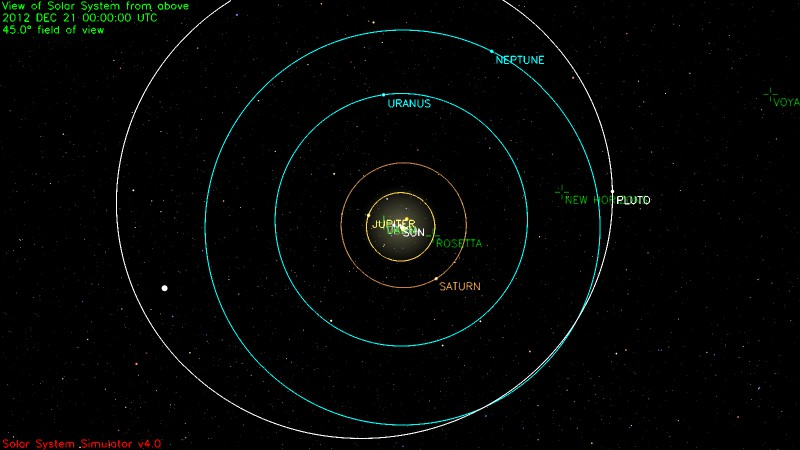 View of Solar System from above
2012 DEC 21 00:00:00 UTC
45.0° field of view
NEPTUNE
URANUS
VOYA
PLUTO
JUPITER
SUN
ROSETTA
SATURN
Solar System Simulator v4.0